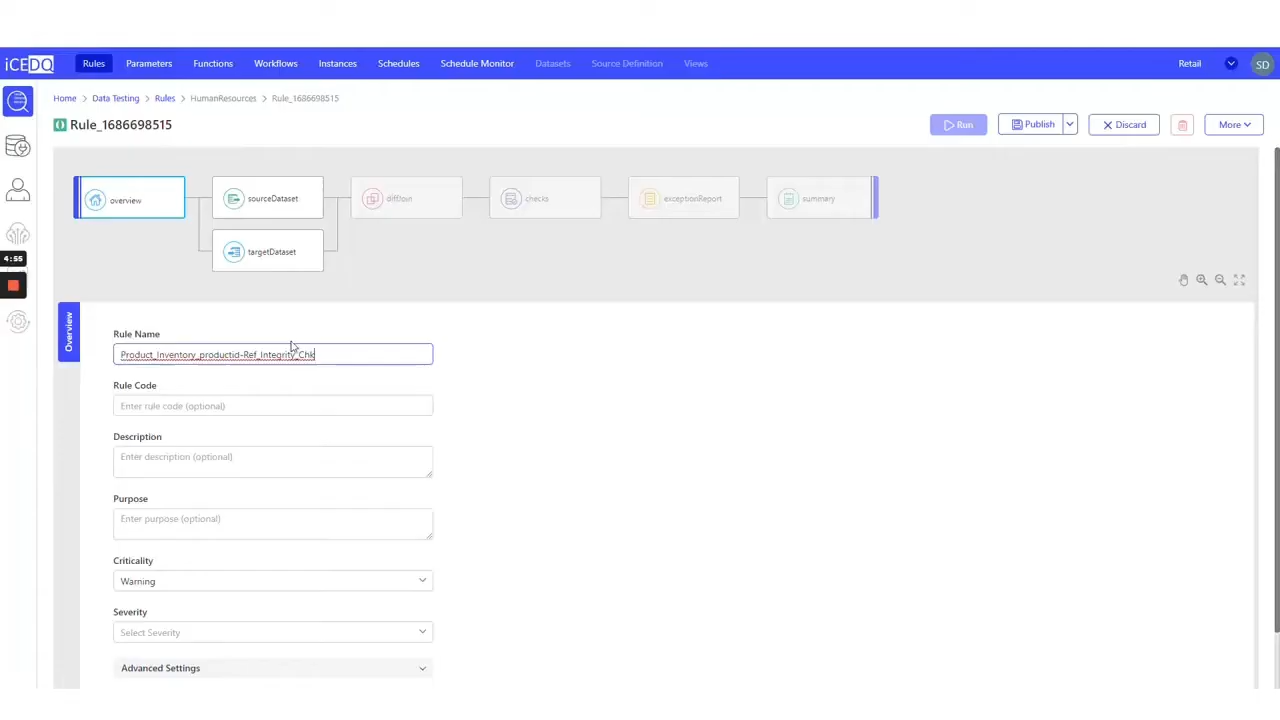 iCEDQ Rules Parameters Functions Workflows Instances Schedules Schedule Monitor Datasets Source Definition Views Retail SD
Home > Data Testing > Rules > HumanResources > Rule_1686698515
Rule_1686698515 Run Publish Discard More
overview sourceDataset diffJoin checks exceptionReport summary
targetDataset
4:55
Overview
Rule Name
Product_Inventory_productid-Ref_Integrity_Chk
Rule Code
Enter rule code (optional)
Description
Enter description (optional)
Purpose
Enter purpose (optional)
Criticality
Warning
Severity
Select Severity
Advanced Settings